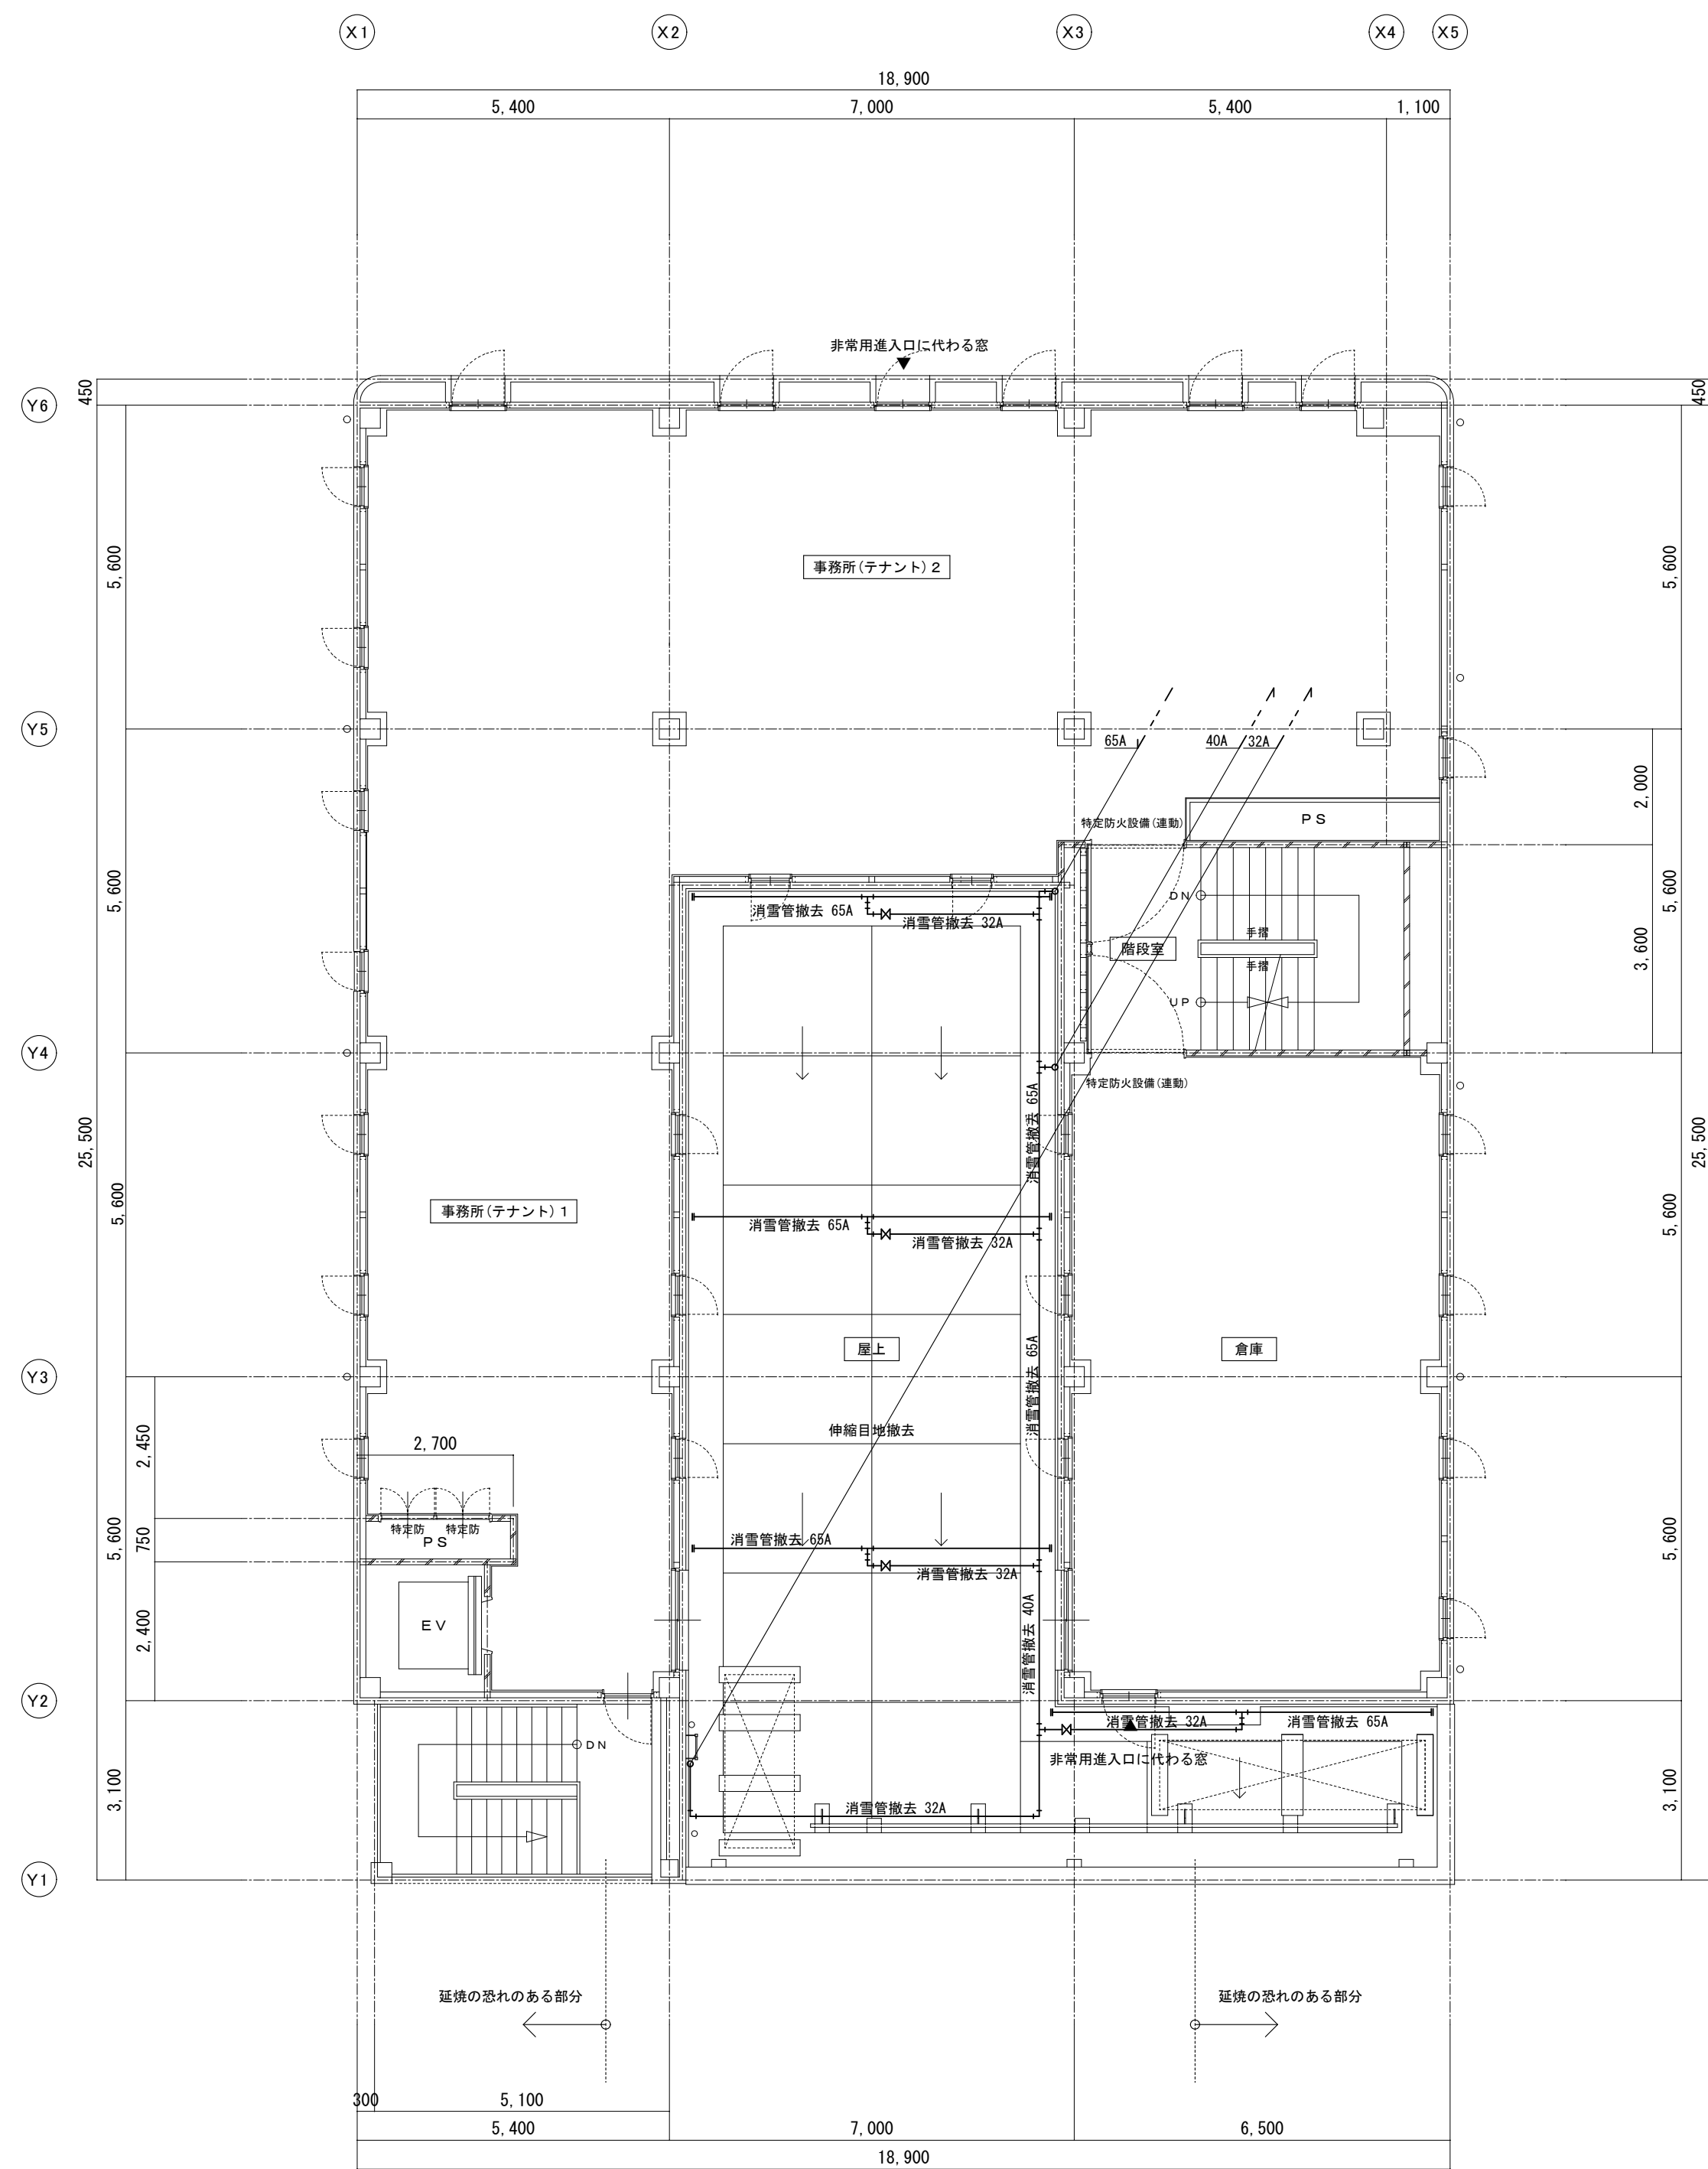 X1
X2
X3
X4
X5
18,900
5,400
7,000
5,400
1,100
非常用進入口に代わる窓
450
450
Y6
5,600
5,600
事務所(テナント)2
Y5
65A
40A
32A
2,000
特定防火設備(連動)
PS
5,600
5,600
消雪管撤去 65A
消雪管撤去 32A
DN
手摺
階段室
手摺
3,600
UP
Y4
特定防火設備(連動)
消雪管撤去 65A
25,500
25,500
5,600
5,600
事務所(テナント)1
消雪管撤去 65A
消雪管撤去 32A
屋上
倉庫
消雪管撤去 65A
Y3
伸縮目地撤去
2,450
2,700
特定防
特定防
PS
5,600
750
5,600
消雪管撤去 65A
消雪管撤去 32A
EV
2,400
消雪管撤去 40A
Y2
消雪管撤去 32A
消雪管撤去 65A
DN
非常用進入口に代わる窓
3,100
3,100
消雪管撤去 32A
Y1
延焼の恐れのある部分
延焼の恐れのある部分
300
5,100
5,400
7,000
6,500
18,900